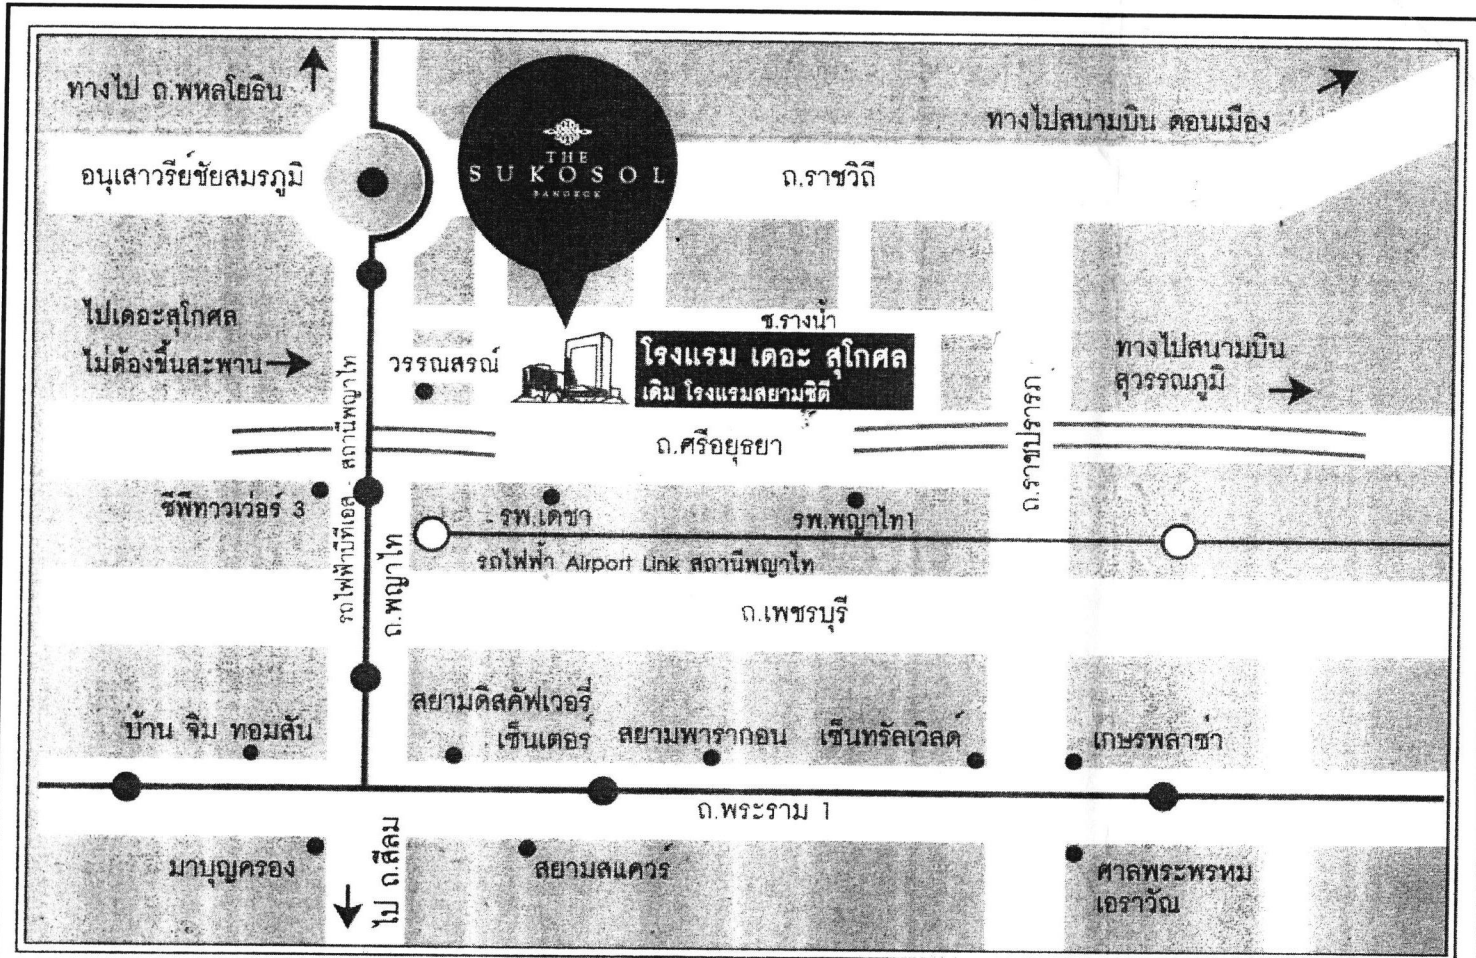 ทางไป ถ.พหลโยธิน
THE
SUKOSOL
BANGKOK
ทางไปสนามบิน ดอนเมือง
อนุเสาวรีย์ชัยสมรภูมิ
ถ.ราชวิถี
ไปเดอะสุโกศล
ไม่ต้องขึ้นสะพาน
วรรณสรณ์
ซ.รางน้ำ
โรงแรม เดอะ สุโกศล
เดิม โรงแรมสยามซิตี
ทางไปสนามบิน
สุวรรณภูมิ
ถ.ราชปรารภ
ถ.ศรีอยุธยา
รถไฟฟ้าบีทีเอส - สถานีพญาไท
ถ.พญาไท
ซีพีทาวเว่อร์ 3
รพ.เดชา
รพ.พญาไท1
รถไฟฟ้า Airport Link สถานีพญาไท
ถ.เพชรบุรี
บ้าน จิม ทอมสัน
สยามดิสคัฟเวอรี่
เซ็นเตอร์
สยามพารากอน
เซ็นทรัลเวิลด์
เกษรพลาซ่า
ถ.พระราม 1
มาบุญครอง
ไป ถ.สีลม
สยามสแควร์
ศาลพระพรหม
เอราวัณ